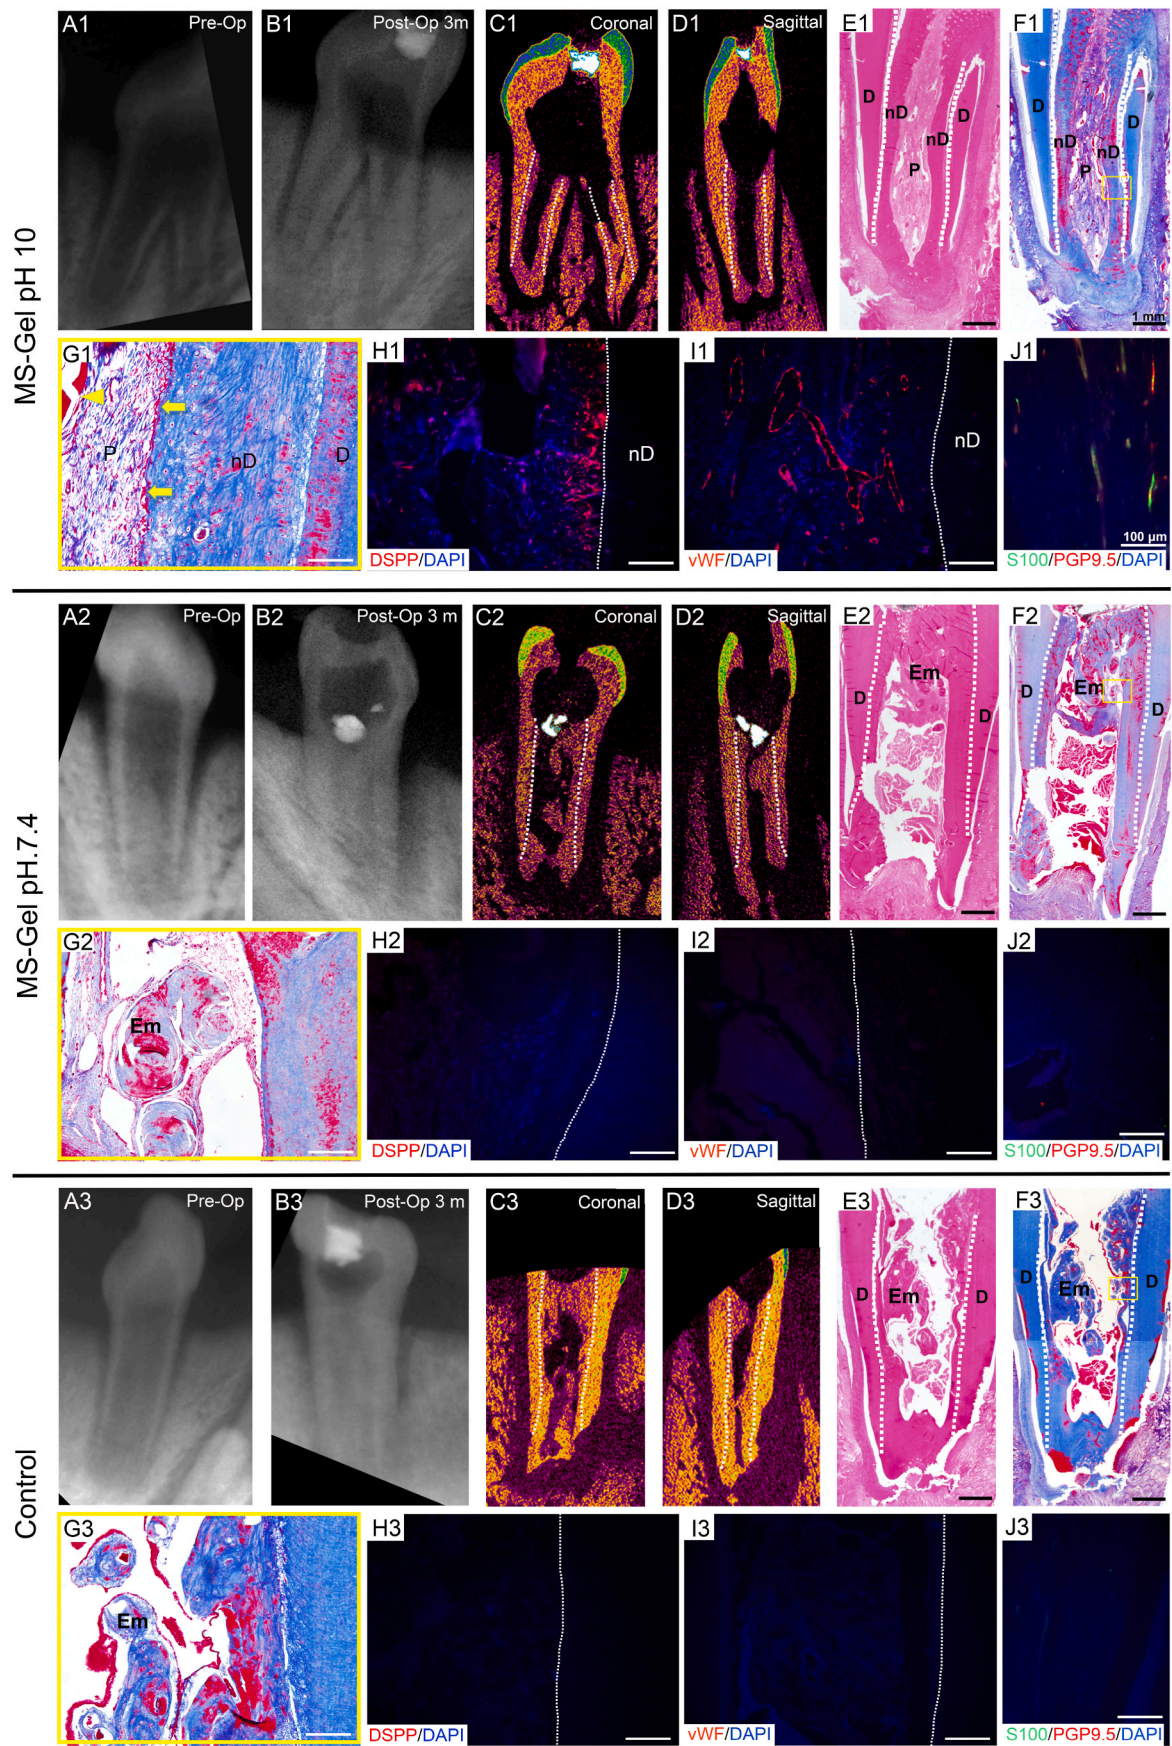 MS-Gel pH 10
A1 Pre-Op
B1 Post-Op 3m
C1 Coronal
D1 Sagittal
E1
D
nD
nD
D
P
F1
D
nD
nD
D
P
1 mm
G1
P
nD
D
H1
nD
DSPP/DAPI
I1
nD
vWF/DAPI
J1
100 µm
S100/PGP9.5/DAPI
MS-Gel pH.7.4
A2 Pre-Op
B2 Post-Op 3 m
C2 Coronal
D2 Sagittal
E2
Em
D
D
F2
Em
D
D
G2
Em
H2
DSPP/DAPI
I2
vWF/DAPI
J2
S100/PGP9.5/DAPI
Control
A3 Pre-Op
B3 Post-Op 3 m
C3 Coronal
D3 Sagittal
E3
D
Em
D
F3
D
Em
D
G3
Em
H3
DSPP/DAPI
I3
vWF/DAPI
J3
S100/PGP9.5/DAPI